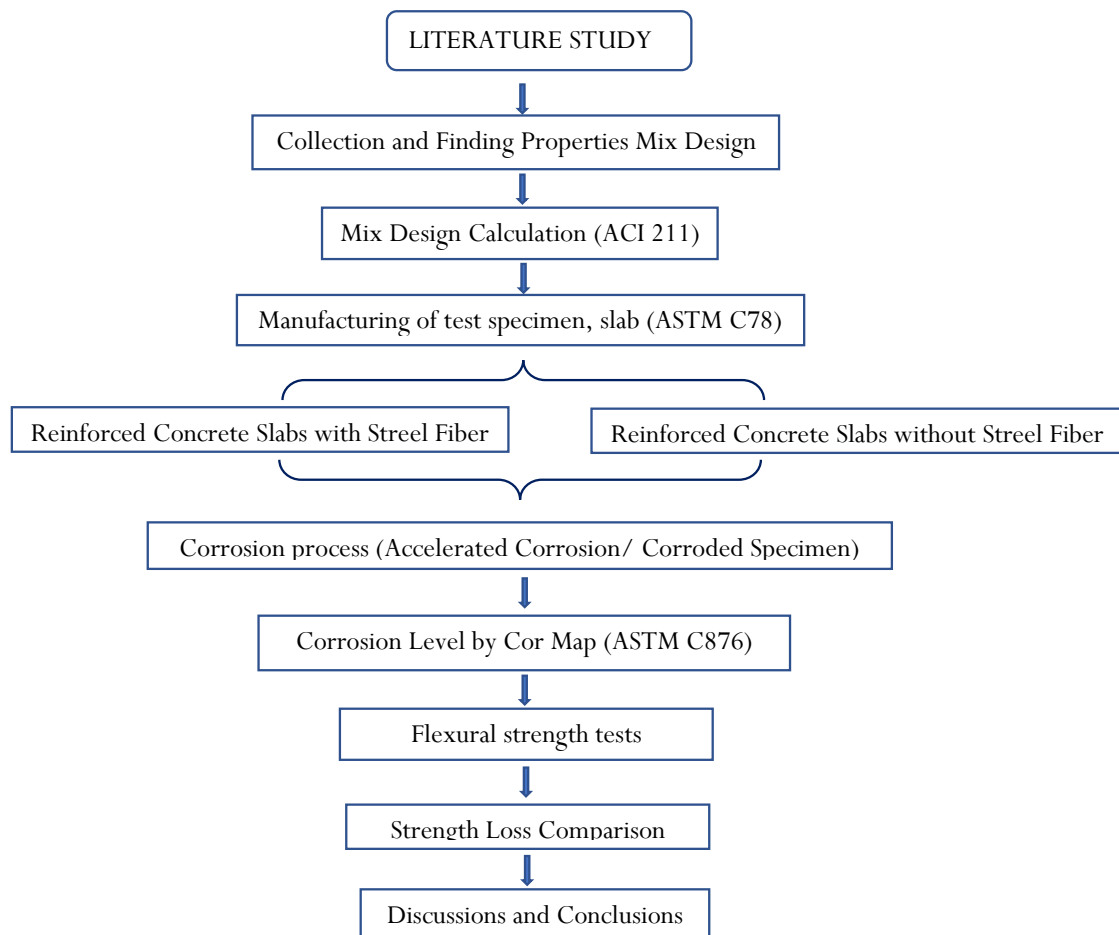 LITERATURE STUDY
Collection and Finding Properties Mix Design
Mix Design Calculation (ACI 211)
Manufacturing of test specimen, slab (ASTM C78)
Reinforced Concrete Slabs with Streel Fiber
Reinforced Concrete Slabs without Streel Fiber
Corrosion process (Accelerated Corrosion/ Corroded Specimen)
Corrosion Level by Cor Map (ASTM C876)
Flexural strength tests
Strength Loss Comparison
Discussions and Conclusions